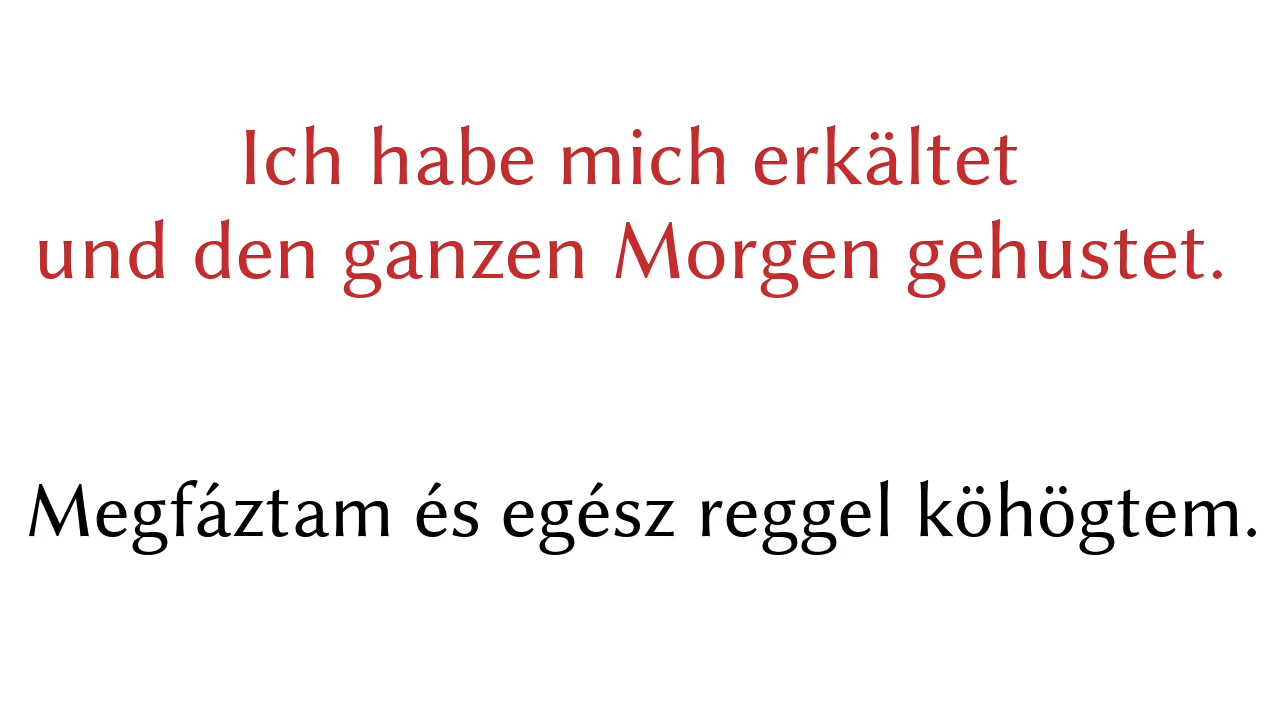 Ich habe mich erkältet
und den ganzen Morgen gehustet.
Megfáztam és egész reggel köhögtem.